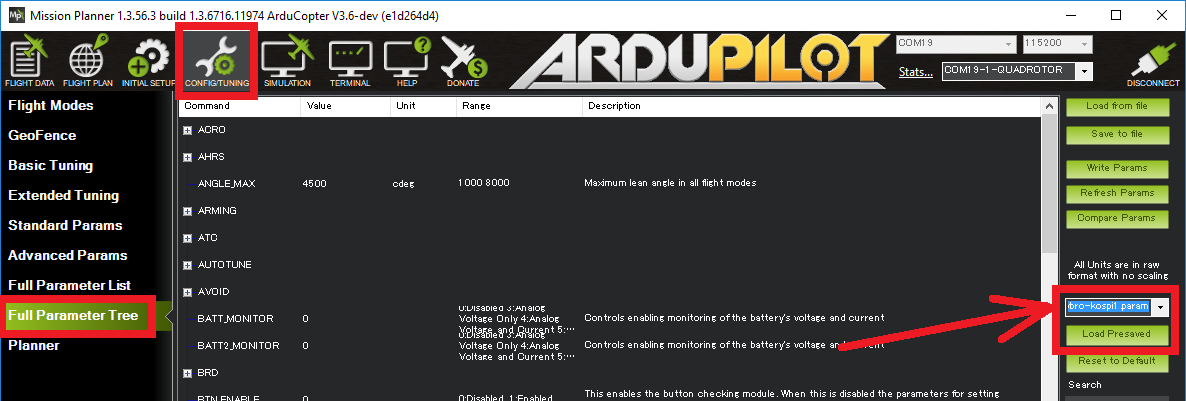 Mission Planner 1.3.56.3 build 1.3.6716.11974 ArduCopter V3.6-dev (e1d264d4)
FLIGHT DATA FLIGHT PLAN INITIAL SETUP CONFIG/TUNING SIMULATION TERMINAL HELP DONATE
ARDUPILOT
COM19 115200
Stats... COM19-1-QUADROTOR
DISCONNECT
Flight Modes
GeoFence
Basic Tuning
Extended Tuning
Standard Params
Advanced Params
Full Parameter List
Full Parameter Tree
Planner
Command Value Unit Range Description
ACRO
AHRS
ANGLE_MAX 4500 cdeg 1000 8000 Maximum lean angle in all flight modes
ARMING
ATC
AUTOTUNE
AVOID
0:Disabled 3:Analog
BATT_MONITOR 0 Voltage Only 4:Analog Controls enabling monitoring of the battery's voltage and current
Voltage and Current 5:...
0:Disabled 3:Analog
BATT2_MONITOR 0 Voltage Only 4:Analog Controls enabling monitoring of the battery's voltage and current
Voltage and Current 5:...
BRD
BTN_ENABLE 0 0:Disabled 1:Enabled This enables the button checking module. When this is disabled the parameters for setting
Load from file
Save to file
Write Params
Refresh Params
Compare Params
All Units are in raw
format with no scaling
bro-kospi1 param
Load Presaved
Reset to Default
Search